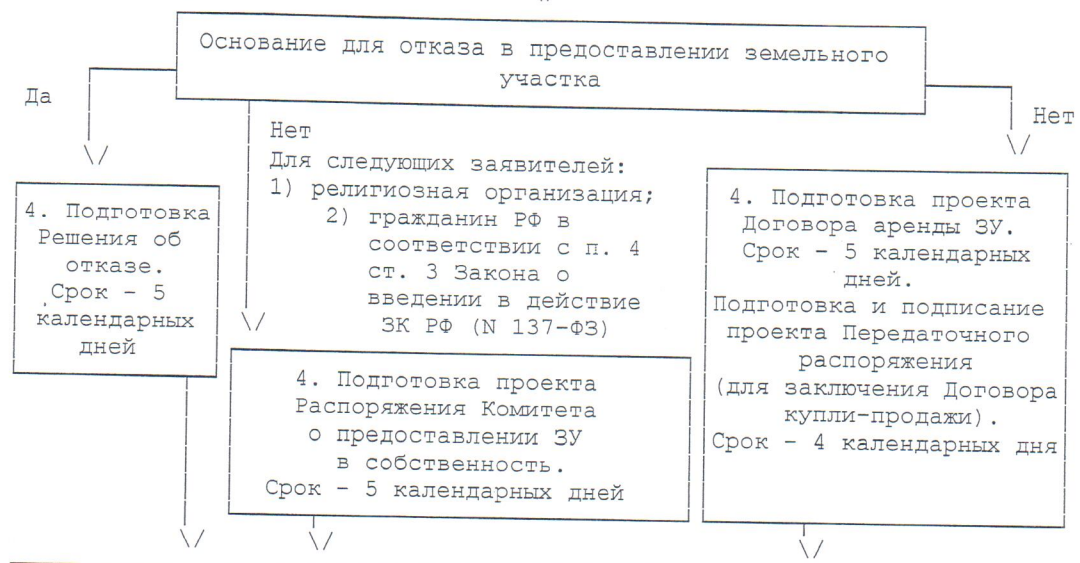 Основание для отказа в предоставлении земельного
участка
Да
Нет
Нет
Для следующих заявителей:
1) религиозная организация;
2) гражданин РФ в
соответствии с п. 4
ст. 3 Закона о
введении в действие
ЗК РФ (N 137-ФЗ)
4. Подготовка
Решения об
отказе.
Срок - 5
календарных
дней
4. Подготовка проекта
Распоряжения Комитета
о предоставлении ЗУ
в собственность.
Срок - 5 календарных дней
4. Подготовка проекта
Договора аренды ЗУ.
Срок - 5 календарных
дней.
Подготовка и подписание
проекта Передаточного
распоряжения
(для заключения Договора
купли-продажи).
Срок - 4 календарных дня